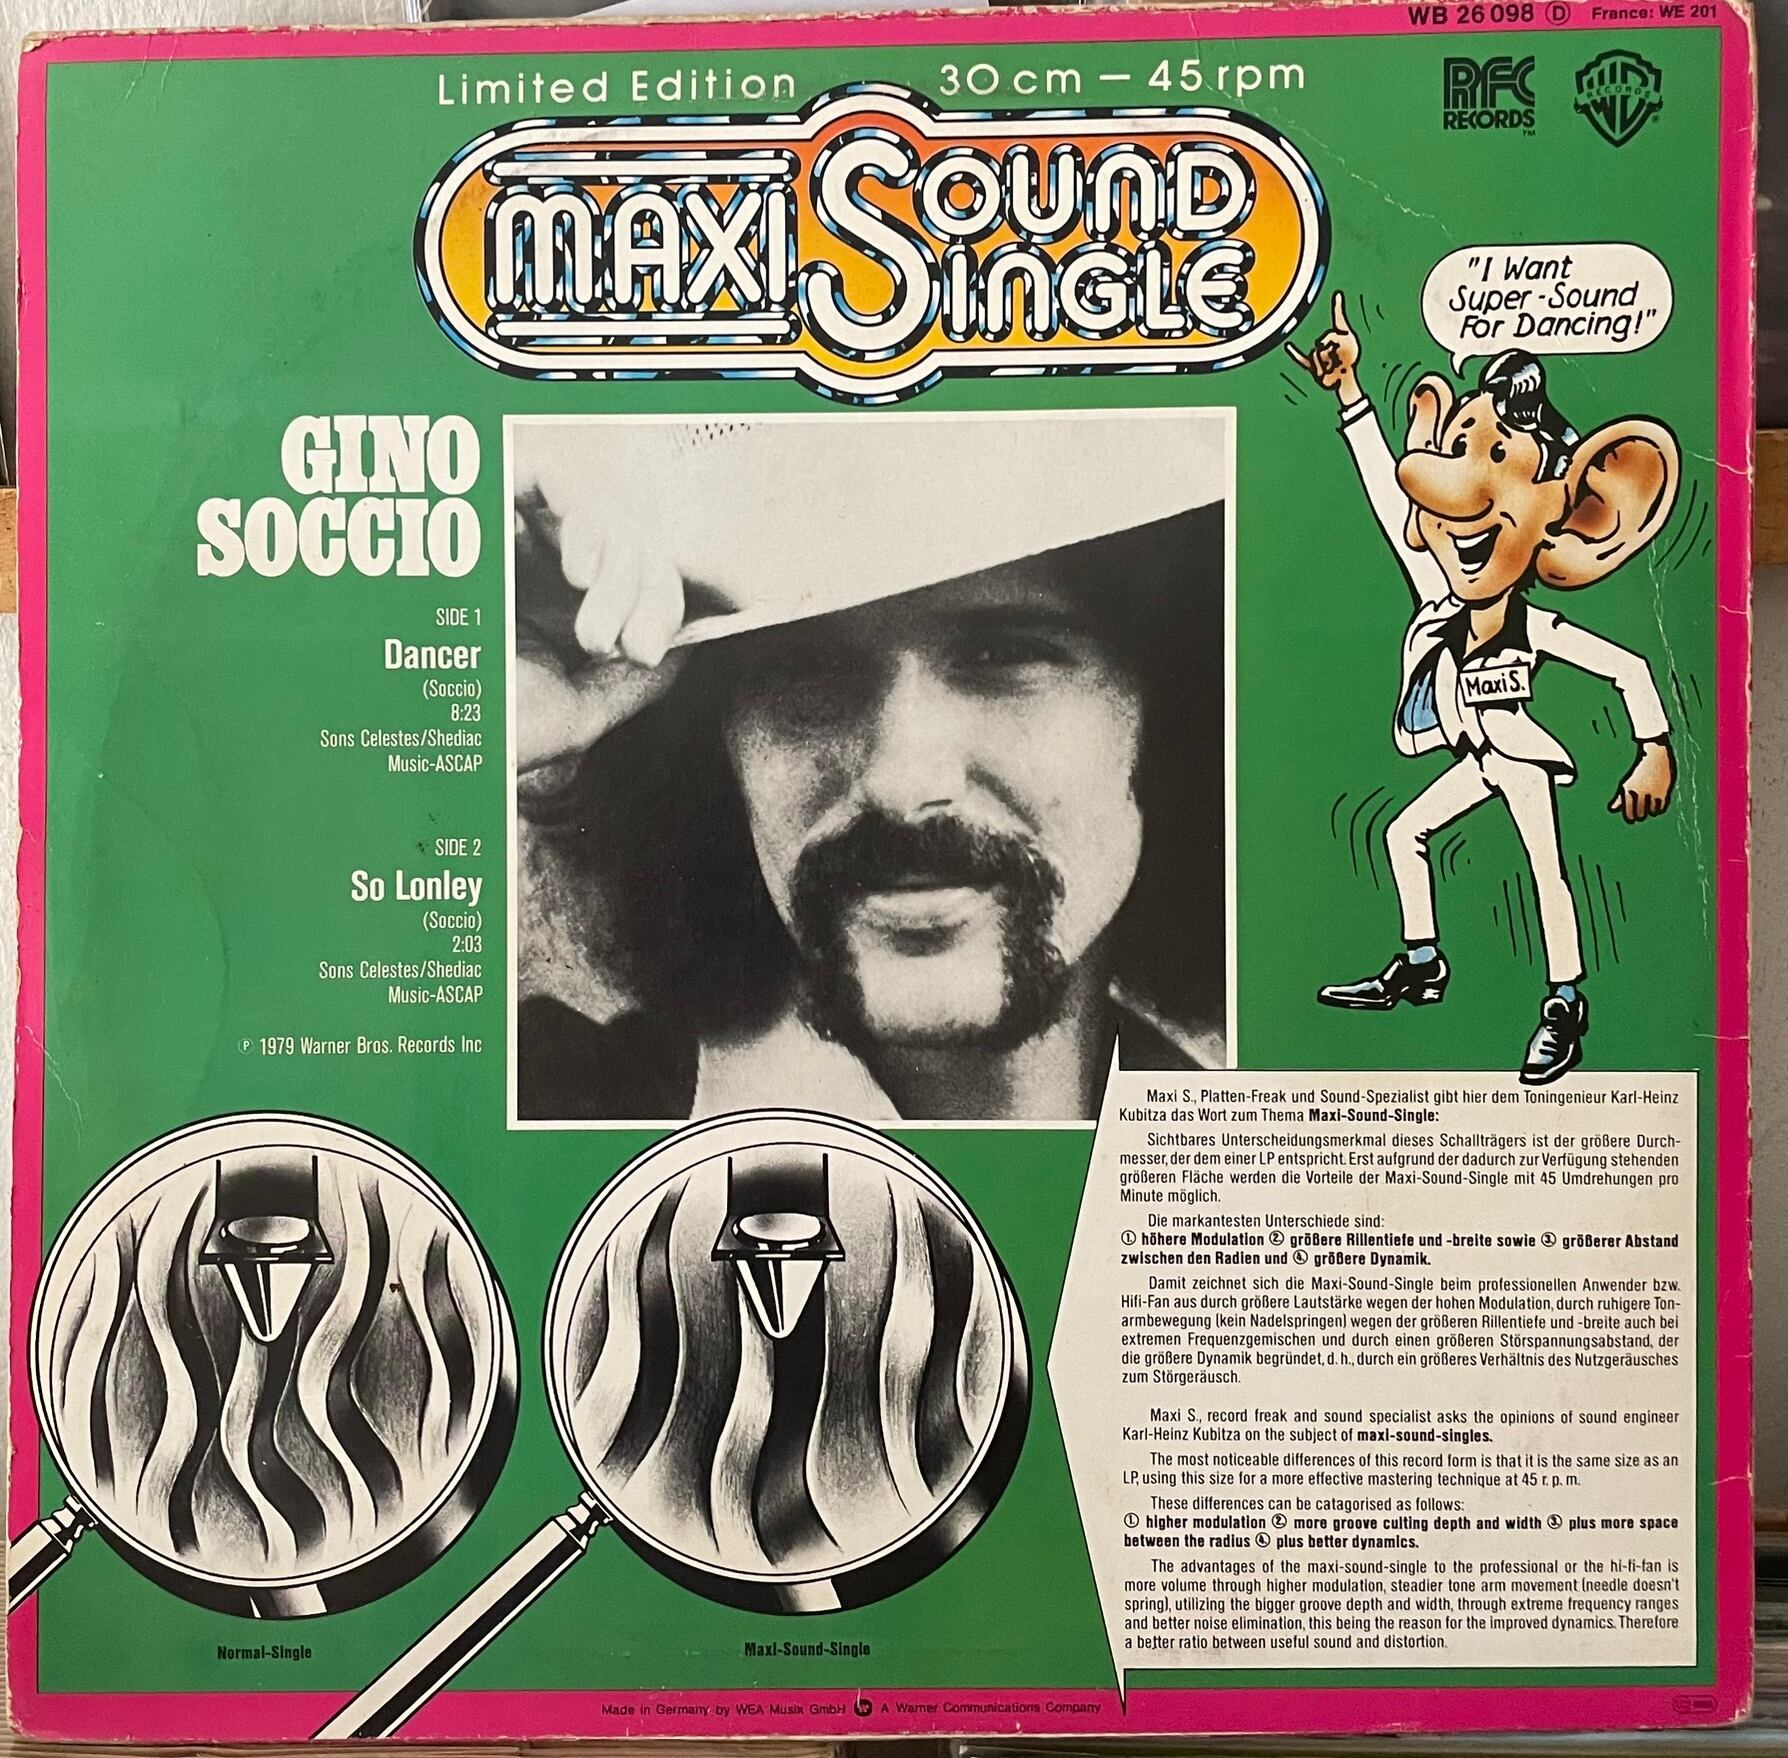 WB 26 098 Ⓓ France: WE 201
Limited Edition 30 cm – 45 rpm
RFC
RECORDS
TM
WB
RECORDS
MAXI SOUND
SINGLE
"I Want
Super-Sound
For Dancing!"
Maxi S.
GINO
SOCCIO
SIDE 1
Dancer
(Soccio)
8:23
Sons Celestes/Shediac
Music-ASCAP
SIDE 2
So Lonley
(Soccio)
2:03
Sons Celestes/Shediac
Music-ASCAP
℗ 1979 Warner Bros. Records Inc
Maxi S., Platten-Freak und Sound-Spezialist gibt hier dem Toningenieur Karl-Heinz
Kubitza das Wort zum Thema Maxi-Sound-Single:
Sichtbares Unterscheidungsmerkmal dieses Schallträgers ist der größere Durch-
messer, der dem einer LP entspricht. Erst aufgrund der dadurch zur Verfügung stehenden
größeren Fläche werden die Vorteile der Maxi-Sound-Single mit 45 Umdrehungen pro
Minute möglich.
Die markantesten Unterschiede sind:
① höhere Modulation ② größere Rillentiefe und -breite sowie ③ größerer Abstand
zwischen den Radien und ④ größere Dynamik.
Damit zeichnet sich die Maxi-Sound-Single beim professionellen Anwender bzw.
Hifi-Fan aus durch größere Lautstärke wegen der hohen Modulation, durch ruhigere Ton-
armbewegung (kein Nadelspringen) wegen der größeren Rillentiefe und -breite auch bei
extremen Frequenzgemischen und durch einen größeren Störspannungsabstand, der
die größere Dynamik begründet, d. h., durch ein größeres Verhältnis des Nutzgeräusches
zum Störgeräusch.
Maxi S., record freak and sound specialist asks the opinions of sound engineer
Karl-Heinz Kubitza on the subject of maxi-sound-singles.
The most noticeable differences of this record form is that it is the same size as an
LP, using this size for a more effective mastering technique at 45 r. p. m.
These differences can be catagorised as follows:
① higher modulation ② more groove culting depth and width ③ plus more space
between the radius ④ plus better dynamics.
The advantages of the maxi-sound-single to the professional or the hi-fi-fan is
more volume through higher modulation, steadier tone arm movement (needle doesn't
spring), utilizing the bigger groove depth and width, through extreme frequency ranges
and better noise elimination, this being the reason for the improved dynamics. Therefore
a better ratio between useful sound and distortion.
Normal-Single
Maxi-Sound-Single
Made in Germany by WEA Musik GmbH A Warner Communications Company